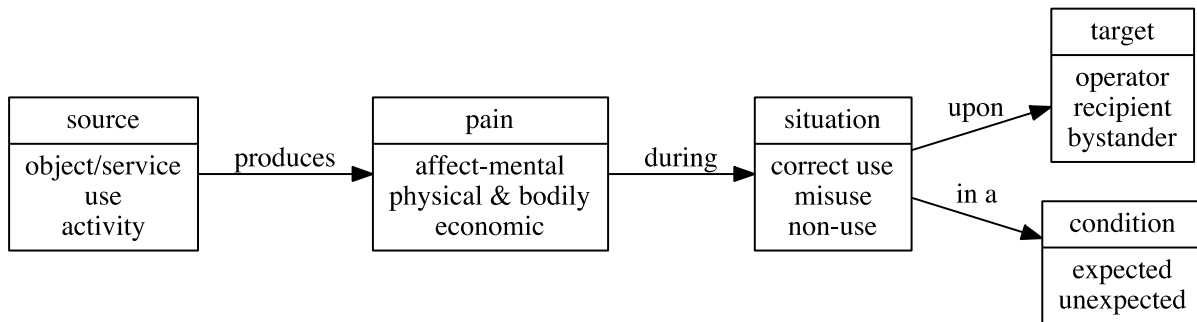 source
object/service
use
activity
produces
pain
affect-mental
physical & bodily
economic
during
situation
correct use
misuse
non-use
upon
in a
target
operator
recipient
bystander
condition
expected
unexpected